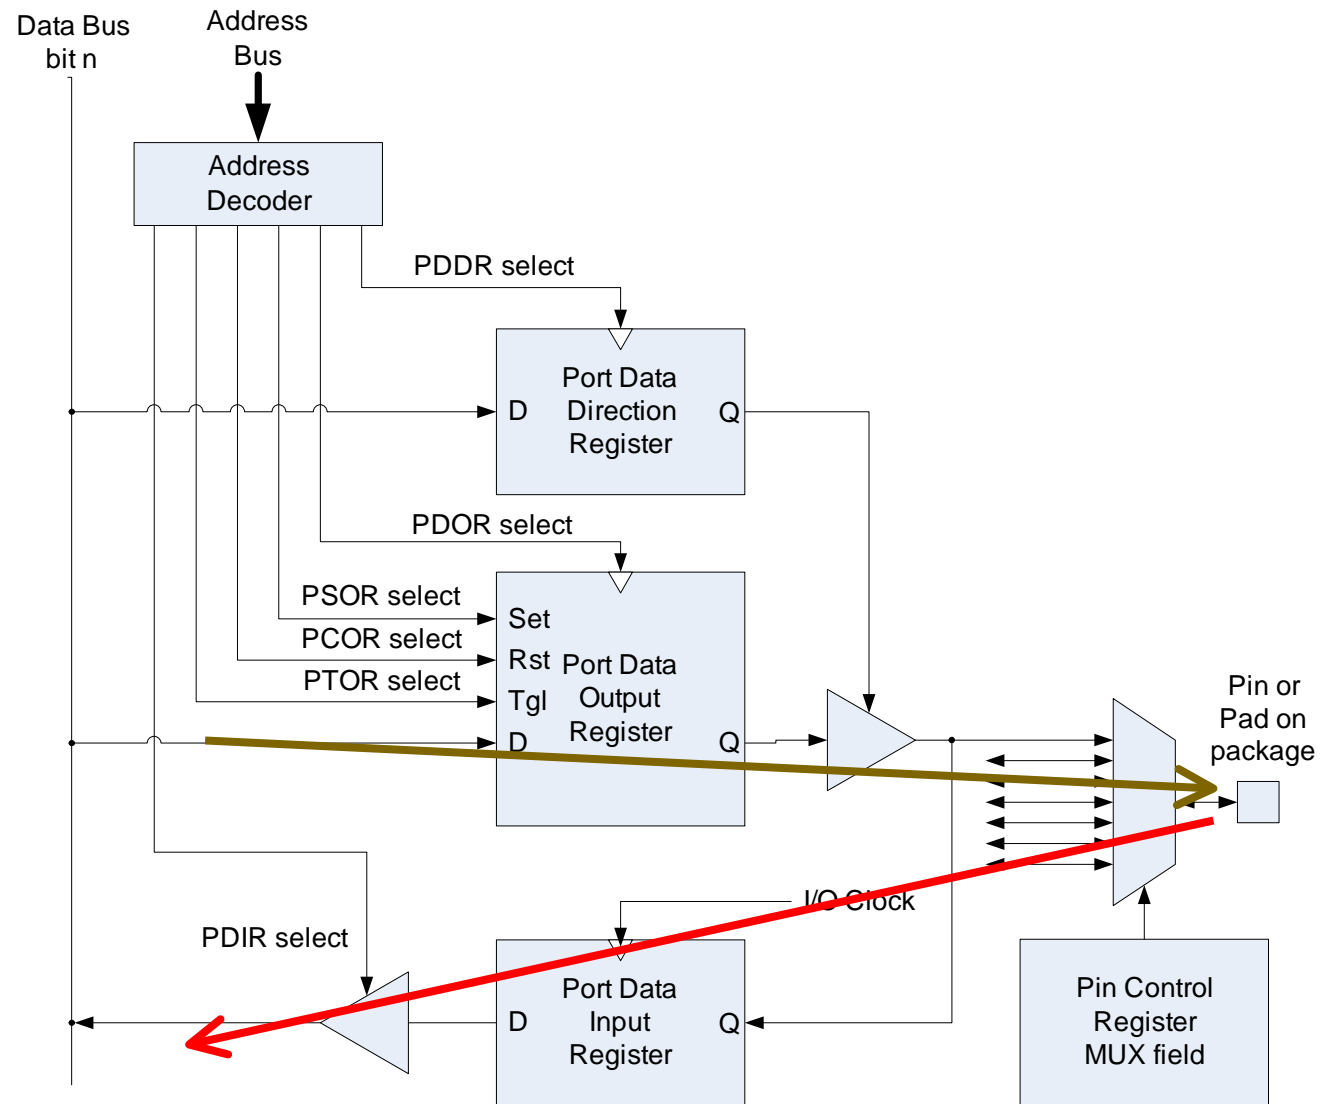 Data Bus
bit n
Address
Bus
Address
Decoder
PDDR select
Port Data
Direction
Register
D
Q
PDOR select
PSOR select
PCOR select
PTOR select
Set
Rst
Tgl
D
Port Data
Output
Register
Q
Pin or
Pad on
package
I/O Clock
PDIR select
Port Data
Input
Register
D
Q
Pin Control
Register
MUX field